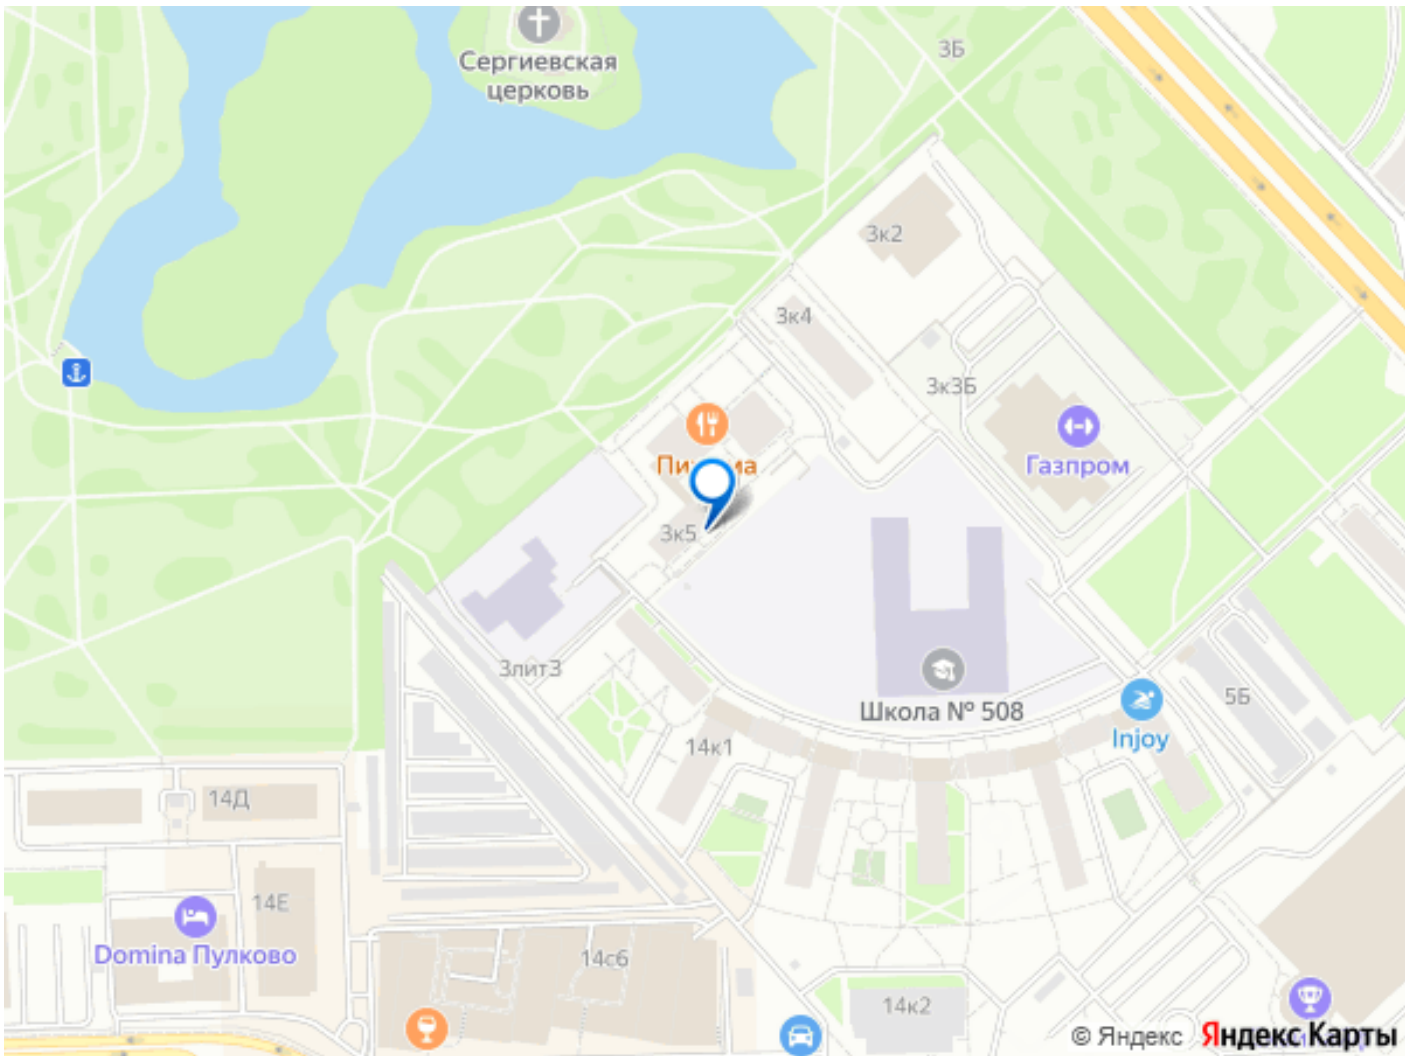 3Б
Сергиевская
церковь
3к2
3к4
3к3Б
Газпром
3к5
3лит3
Школа № 508
5Б
Injoy
14к1
14Д
14Е
Domina Пулково
14с6
14к2
© Яндекс Яндекс Карты